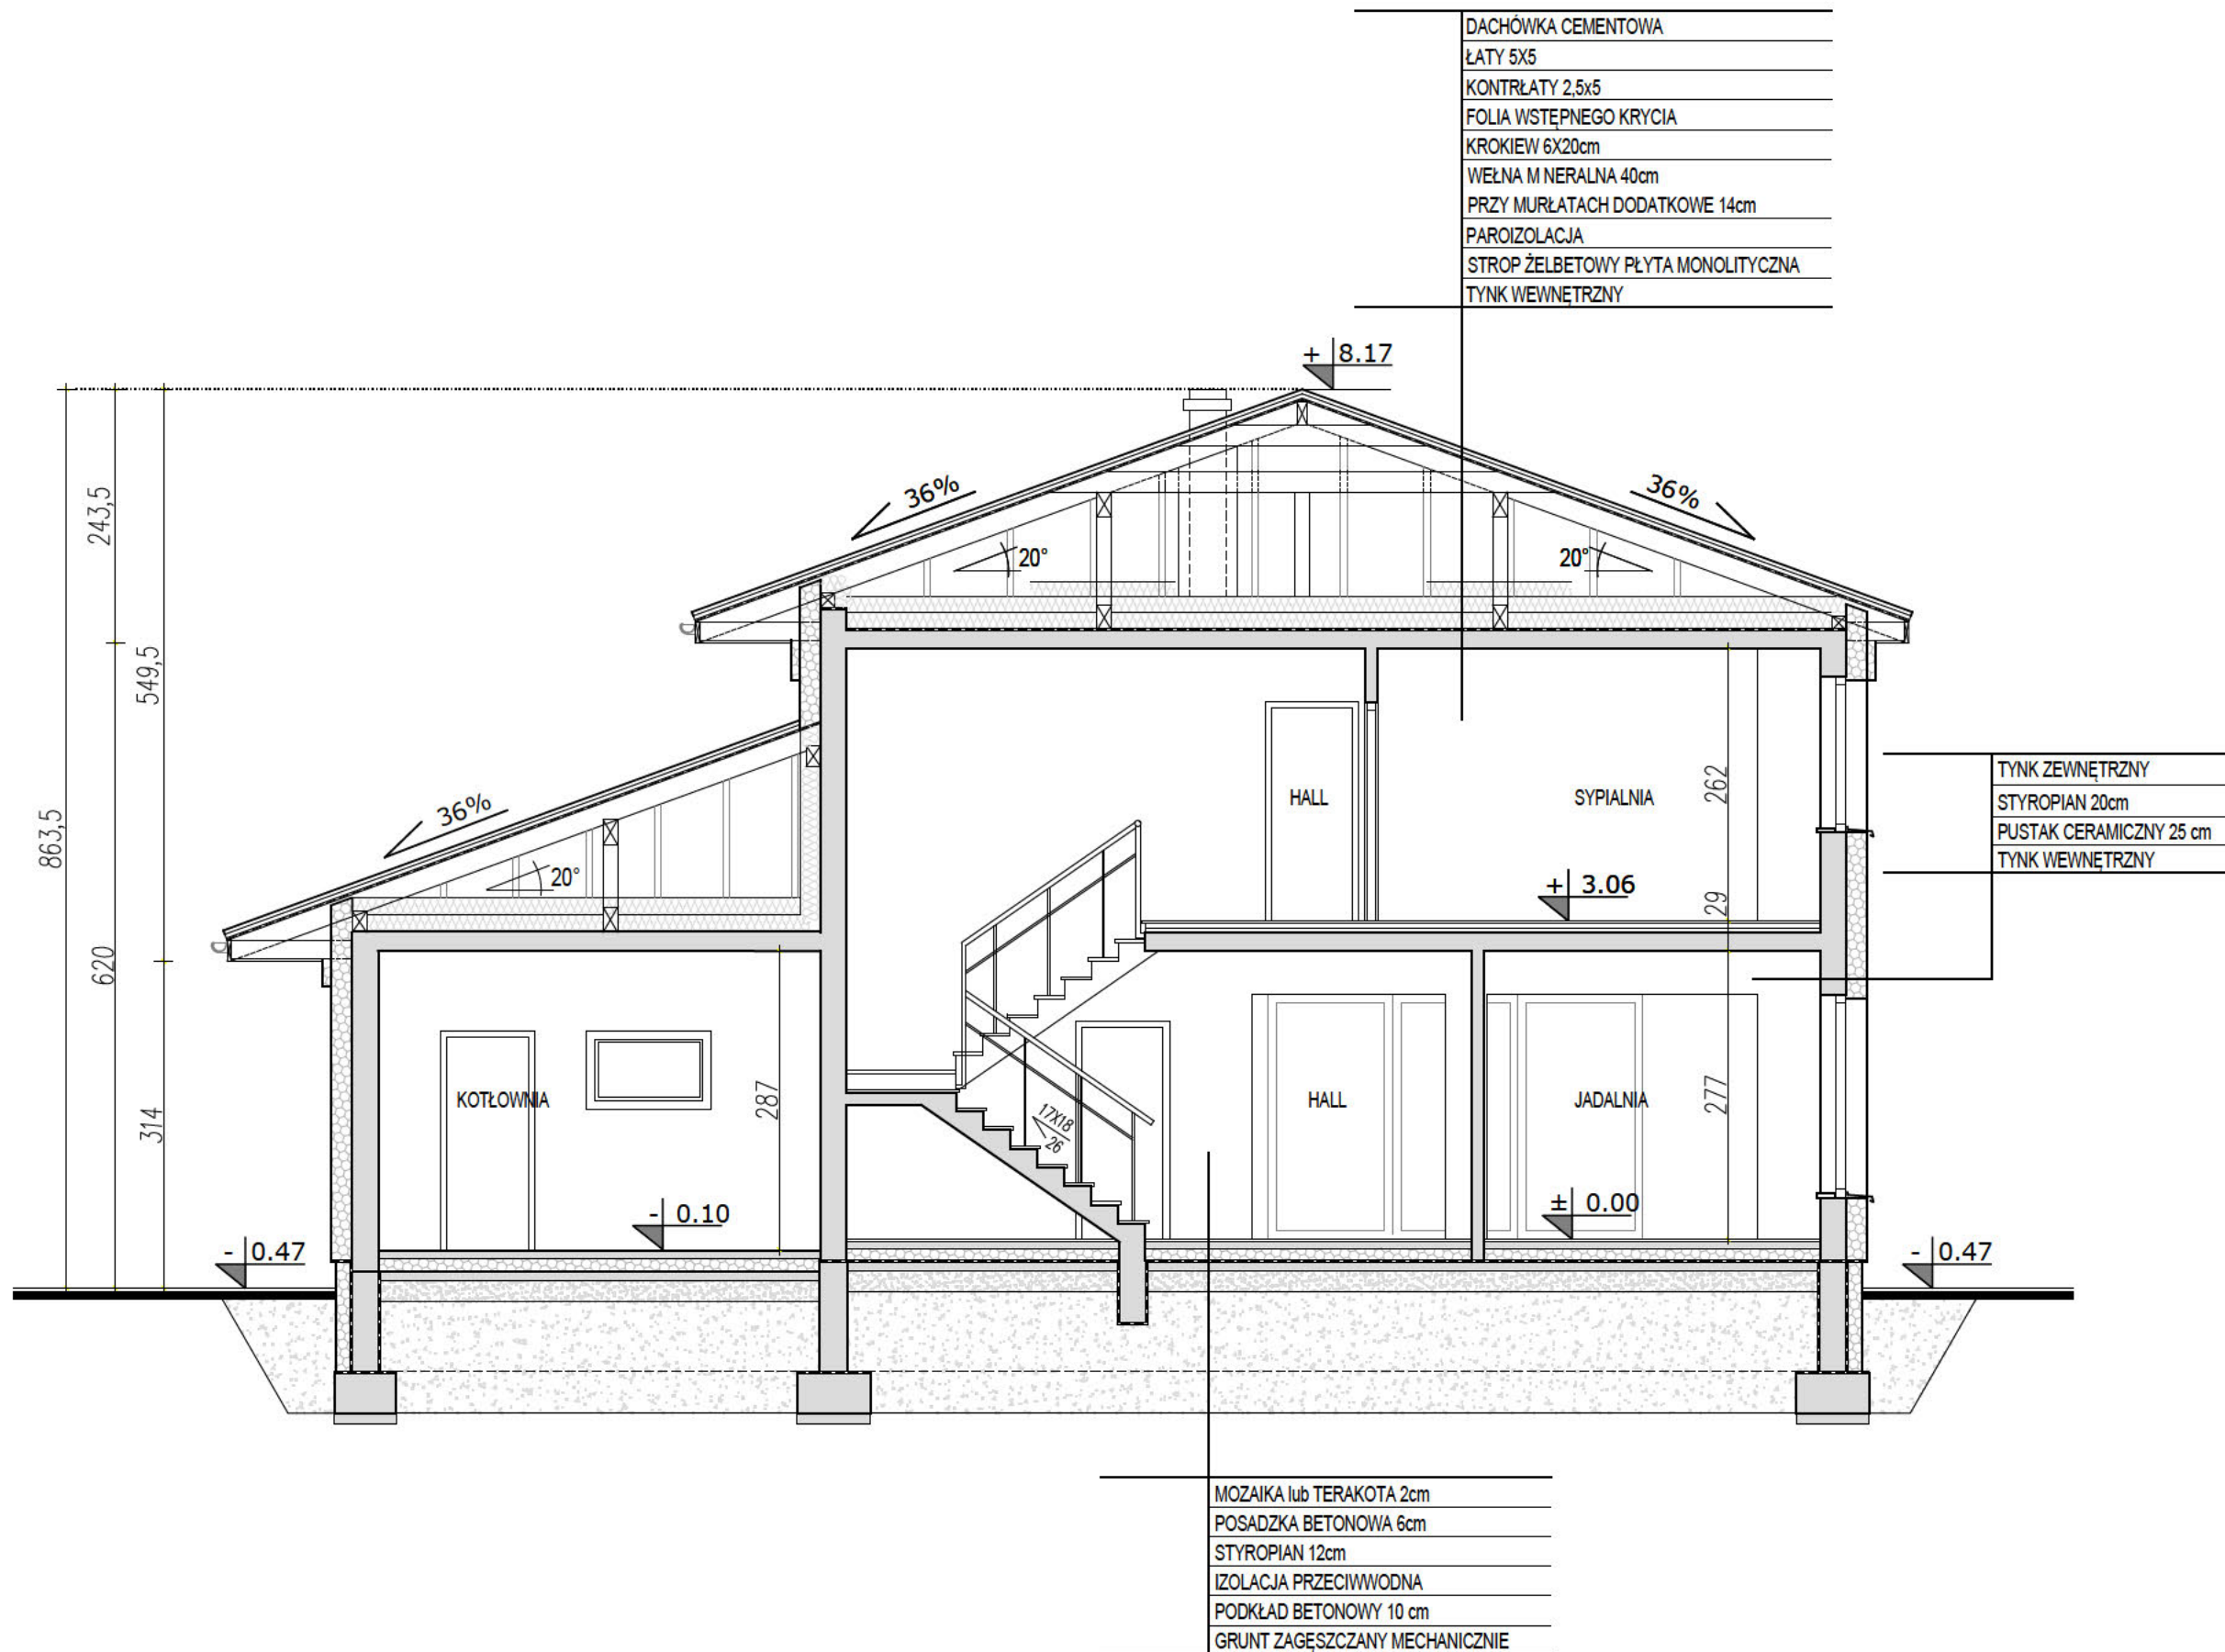 DACHÓWKA CEMENTOWA
ŁATY 5X5
KONTRŁATY 2,5x5
FOLIA WSTĘPNEGO KRYCIA
KROKIEW 6X20cm
WEŁNA M NERALNA 40cm
PRZY MURŁATACH DODATKOWE 14cm
PAROIZOLACJA
STROP ŻELBETOWY PŁYTA MONOLITYCZNA
TYNK WEWNĘTRZNY
+ 8.17
36%
36%
20°
20°
243,5
549,5
863,5
620
314
36%
20°
HALL
SYPIALNIA
262
+ 3.06
29
TYNK ZEWNĘTRZNY
STYROPIAN 20cm
PUSTAK CERAMICZNY 25 cm
TYNK WEWNĘTRZNY
KOTŁOWNIA
287
17X18
26
HALL
JADALNIA
277
- 0.10
± 0.00
- 0.47
- 0.47
MOZAIKA lub TERAKOTA 2cm
POSADZKA BETONOWA 6cm
STYROPIAN 12cm
IZOLACJA PRZECIWWODNA
PODKŁAD BETONOWY 10 cm
GRUNT ZAGĘSZCZANY MECHANICZNIE